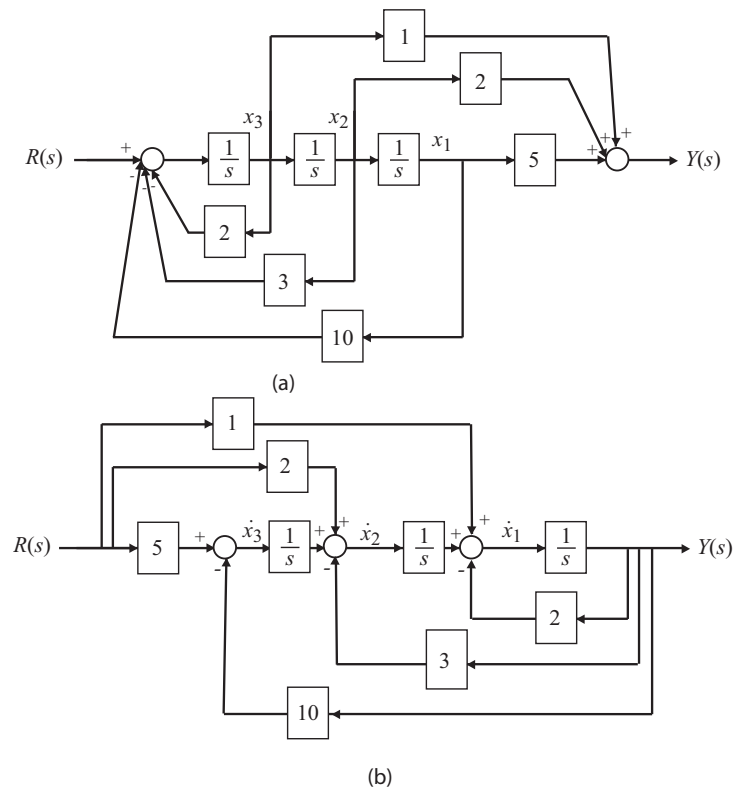 1
2
x₃ x₂ x₁
R(s) + 1/s 1/s 1/s 5 + + + Y(s)
- - -
2
3
10
(a)
1
2
R(s) 5 + ẋ₃ 1/s + + ẋ₂ 1/s + + ẋ₁ 1/s Y(s)
- - -
2
3
10
(b)